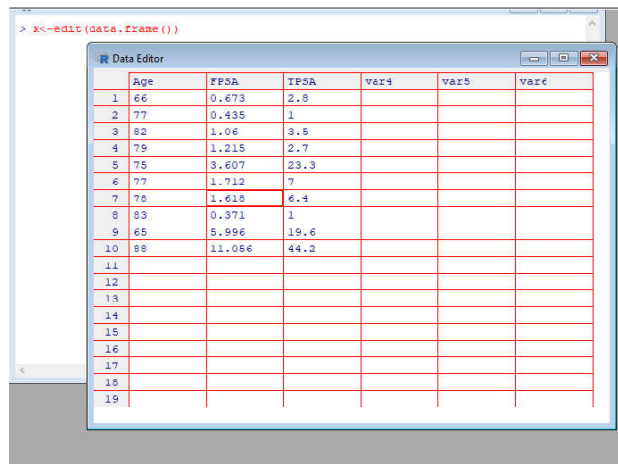 > x<-edit(data.frame())
R Data Editor
Age FPSA TPSA var4 var5 var6
1 66 0.673 2.8
2 77 0.435 1
3 82 1.06 3.5
4 79 1.215 2.7
5 75 3.607 23.3
6 77 1.712 7
7 78 1.618 6.4
8 83 0.371 1
9 65 5.996 19.6
10 88 11.056 44.2
11
12
13
14
15
16
17
18
19